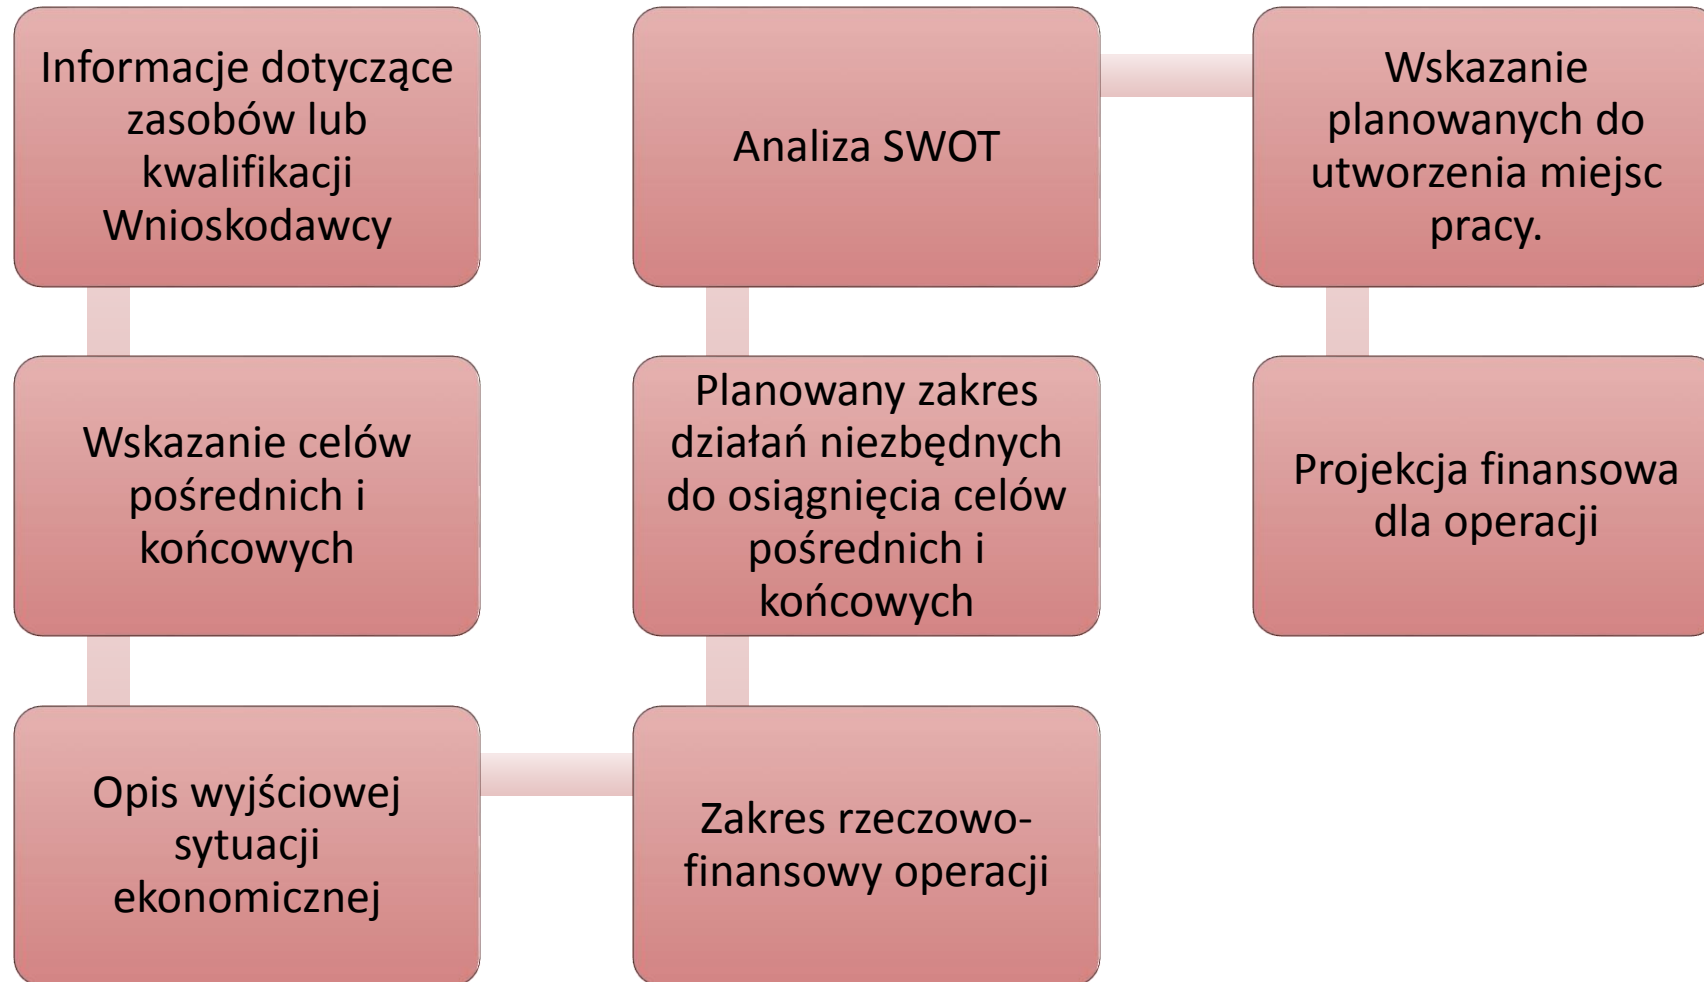 Informacje dotyczące
zasobów lub
kwalifikacji
Wnioskodawcy
Wskazanie celów
pośrednich i
końcowych
Opis wyjściowej
sytuacji
ekonomicznej
Zakres rzeczowo-
finansowy operacji
Planowany zakres
działań niezbędnych
do osiągnięcia celów
pośrednich i
końcowych
Analiza SWOT
Wskazanie
planowanych do
utworzenia miejsc
pracy.
Projekcja finansowa
dla operacji